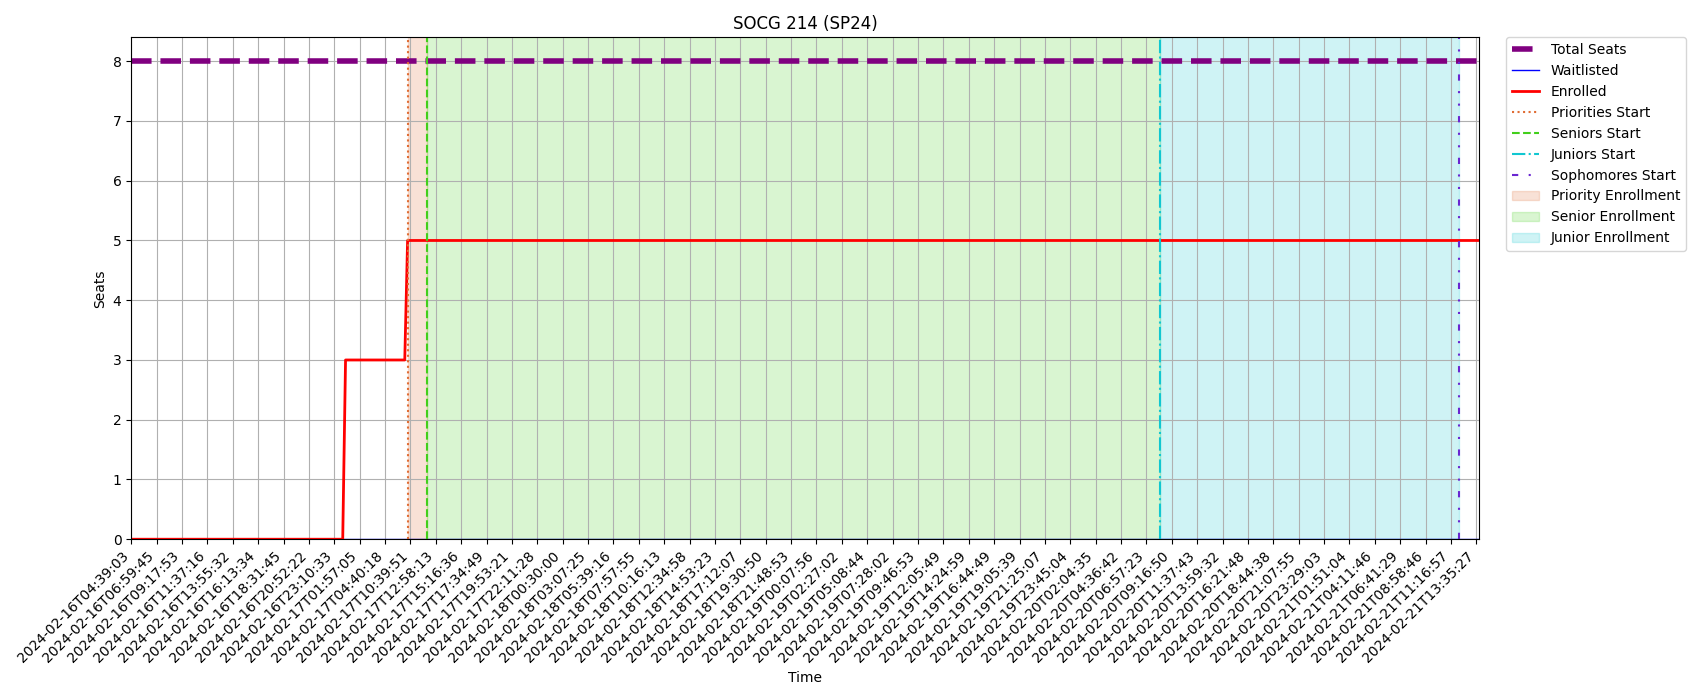 SOCG 214 (SP24)
Seats
8
7
6
5
4
3
2
1
0
2024-02-16T04:39:03
2024-02-16T06:59:45
2024-02-16T09:17:53
2024-02-16T11:37:16
2024-02-16T13:55:32
2024-02-16T16:13:34
2024-02-16T18:31:45
2024-02-16T20:52:22
2024-02-16T23:10:33
2024-02-17T01:57:05
2024-02-17T04:40:18
2024-02-17T10:39:51
2024-02-17T12:58:13
2024-02-17T15:16:36
2024-02-17T17:34:49
2024-02-17T19:53:21
2024-02-17T22:11:28
2024-02-18T00:30:00
2024-02-18T03:07:25
2024-02-18T05:39:16
2024-02-18T07:57:55
2024-02-18T10:16:13
2024-02-18T12:34:58
2024-02-18T14:53:23
2024-02-18T17:12:07
2024-02-18T19:30:50
2024-02-18T21:48:53
2024-02-19T00:07:56
2024-02-19T02:27:02
2024-02-19T05:08:44
2024-02-19T07:28:02
2024-02-19T09:46:53
2024-02-19T12:05:49
2024-02-19T14:24:59
2024-02-19T16:44:49
2024-02-19T19:05:39
2024-02-19T21:25:07
2024-02-19T23:45:04
2024-02-20T02:04:35
2024-02-20T04:36:42
2024-02-20T06:57:23
2024-02-20T09:16:50
2024-02-20T11:37:43
2024-02-20T13:59:32
2024-02-20T16:21:48
2024-02-20T18:44:38
2024-02-20T21:07:55
2024-02-20T23:29:03
2024-02-21T01:51:04
2024-02-21T04:11:46
2024-02-21T06:41:29
2024-02-21T08:58:46
2024-02-21T11:16:57
2024-02-21T13:35:27
Time
Total Seats
Waitlisted
Enrolled
Priorities Start
Seniors Start
Juniors Start
Sophomores Start
Priority Enrollment
Senior Enrollment
Junior Enrollment